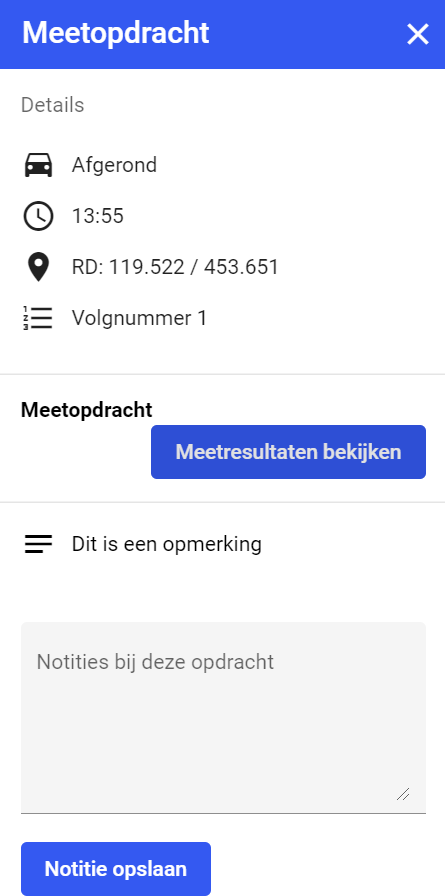 Meetopdracht
Details
Afgerond
13:55
RD: 119.522 / 453.651
Volgnummer 1
Meetopdracht
Meetresultaten bekijken
Dit is een opmerking
Notities bij deze opdracht
Notitie opslaan